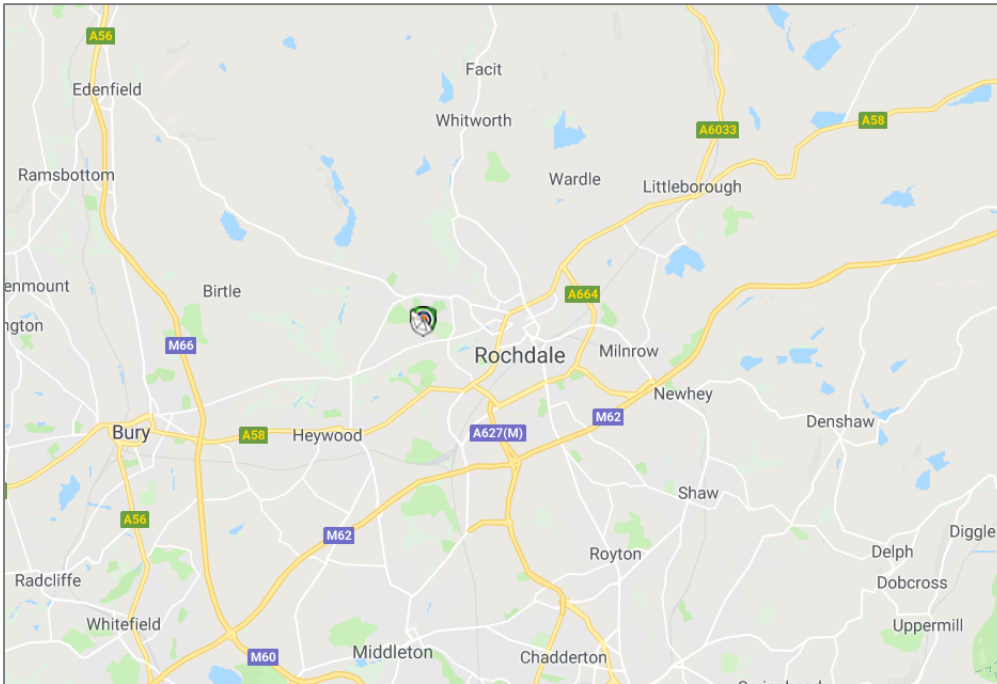 A56
Facit
Edenfield
Whitworth
A58
A6033
Ramsbottom
Wardle
Littleborough
enmount
Birtle
A664
ngton
M66
Rochdale
Milnrow
Newhey
M62
Denshaw
Bury
A58
Heywood
A627(M)
Shaw
A56
M62
Diggle
Royton
Delph
Radcliffe
Dobcross
Whitefield
Uppermill
Middleton
M60
Chadderton